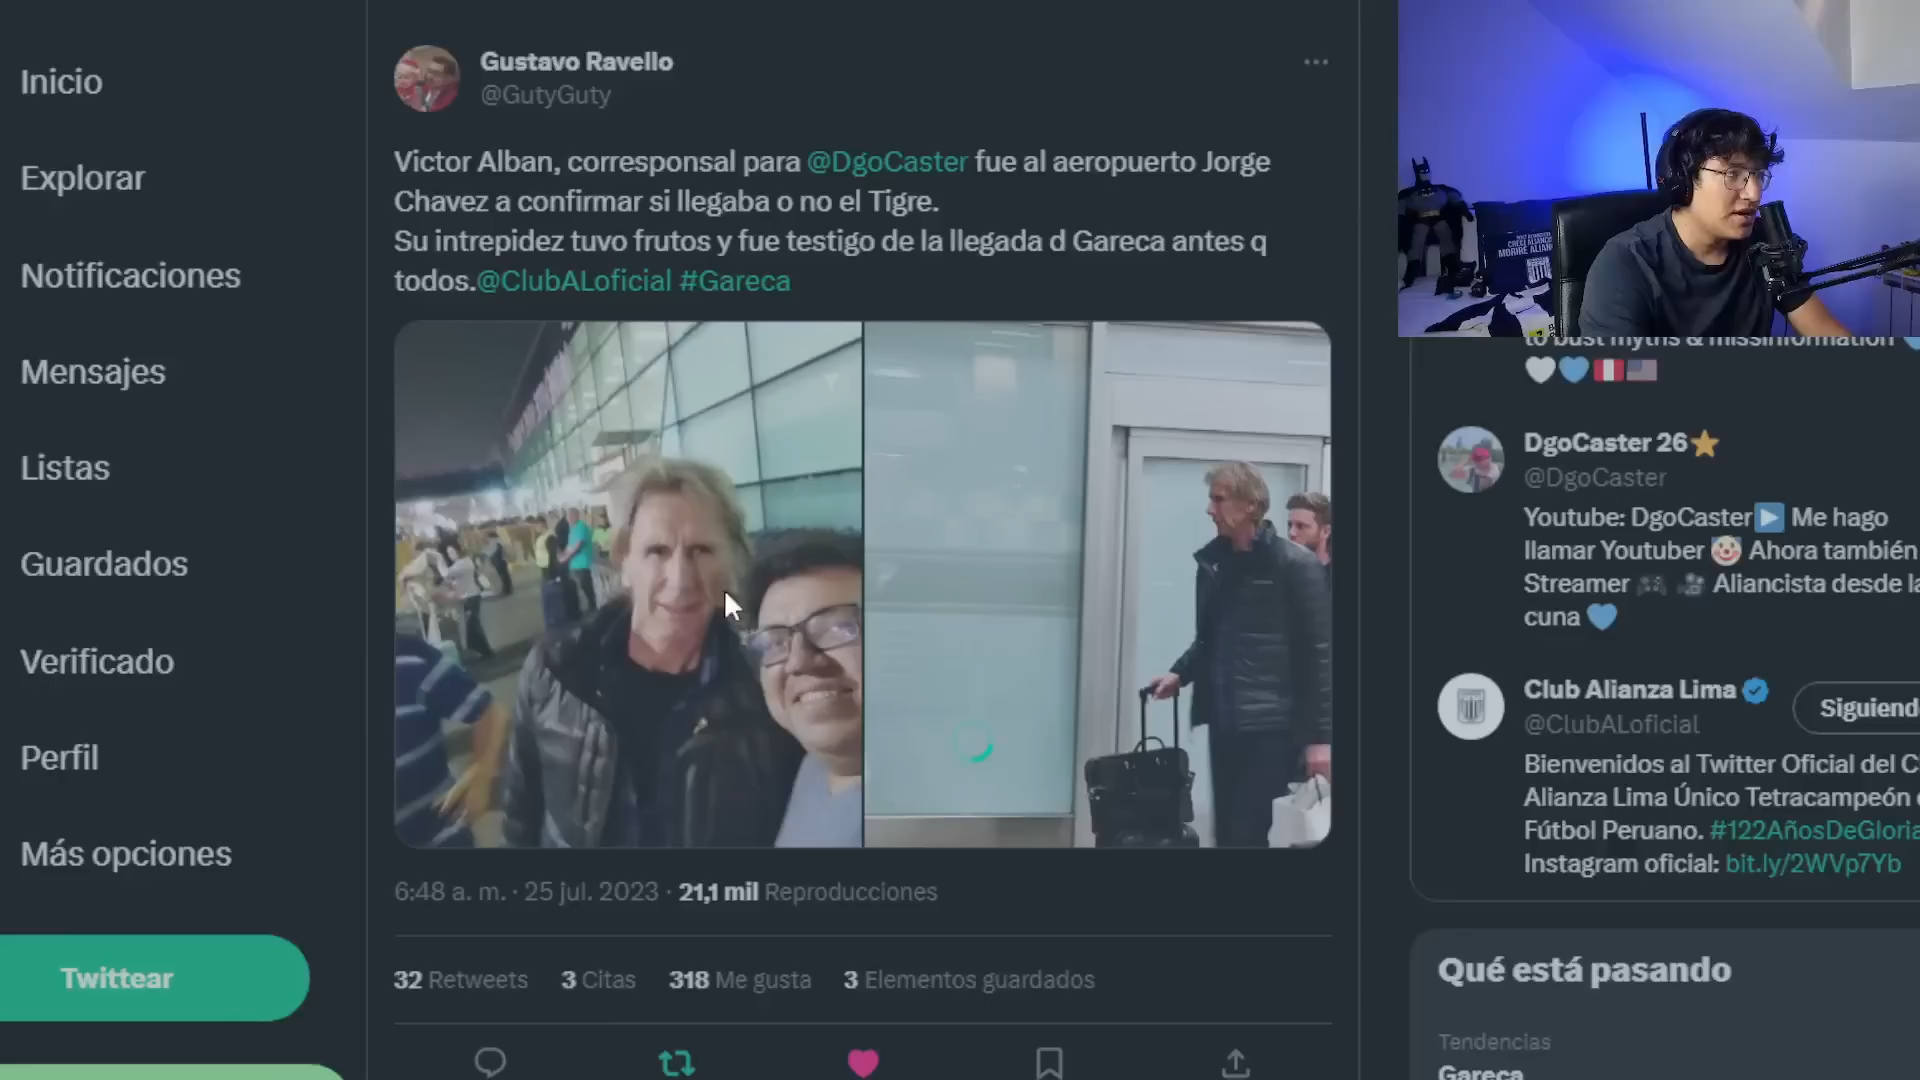 Inicio
Explorar
Notificaciones
Mensajes
Listas
Guardados
Verificado
Perfil
Más opciones
Twittear
Gustavo Ravello
@GutyGuty
Victor Alban, corresponsal para @DgoCaster fue al aeropuerto Jorge
Chavez a confirmar si llegaba o no el Tigre.
Su intrepidez tuvo frutos y fue testigo de la llegada d Gareca antes q
todos.@ClubALoficial #Gareca
6:48 a. m. · 25 jul. 2023 · 21,1 mil Reproducciones
32 Retweets 3 Citas 318 Me gusta 3 Elementos guardados
to bust myths & missinformation
DgoCaster 26
@DgoCaster
Youtube: DgoCaster Me hago
llamar Youtuber Ahora también
Streamer Aliancista desde la
cuna
Club Alianza Lima
@ClubALoficial
Siguiend
Bienvenidos al Twitter Oficial del C
Alianza Lima Único Tetracampeón
Fútbol Peruano. #122AñosDeGloria
Instagram oficial: bit.ly/2WVp7Yb
Qué está pasando
Tendencias
Gareca